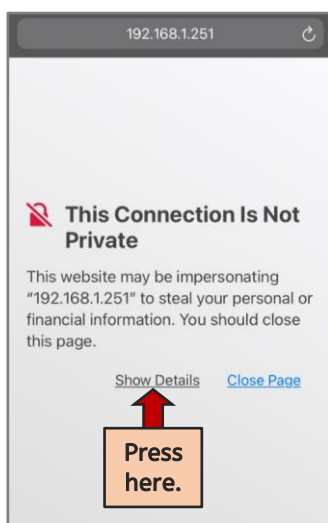 192.168.1.251
This Connection Is Not
Private
This website may be impersonating
"192.168.1.251" to steal your personal or
financial information. You should close
this page.
Show Details Close Page
Press
here.